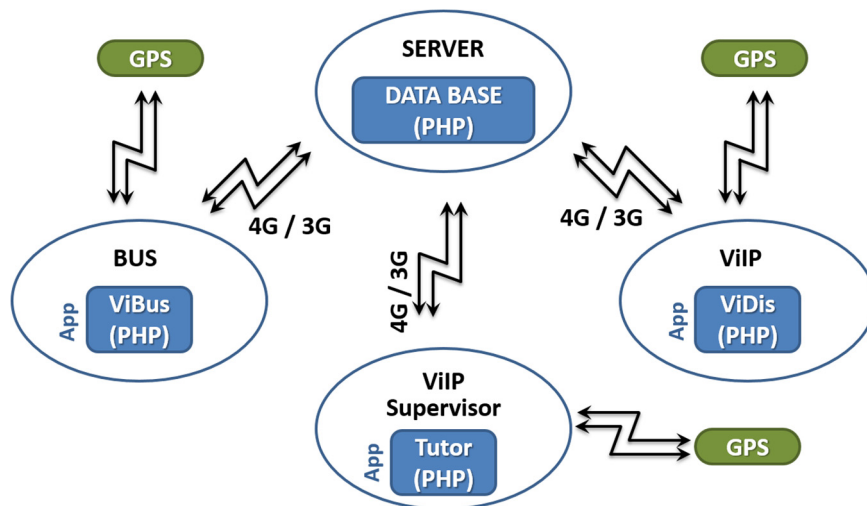 GPS
SERVER
GPS
DATA BASE
(PHP)
4G / 3G
4G / 3G
BUS
ViIP
4G / 3G
App
ViBus
(PHP)
App
ViDis
(PHP)
ViIP
Supervisor
App
Tutor
(PHP)
GPS